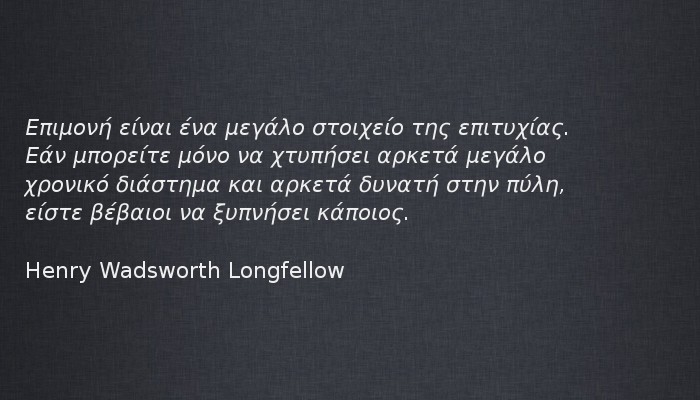 Επιμονή είναι ένα μεγάλο στοιχείο της επιτυχίας.
Εάν μπορείτε μόνο να χτυπήσει αρκετά μεγάλο
χρονικό διάστημα και αρκετά δυνατή στην πύλη,
είστε βέβαιοι να ξυπνήσει κάποιος.
Henry Wadsworth Longfellow